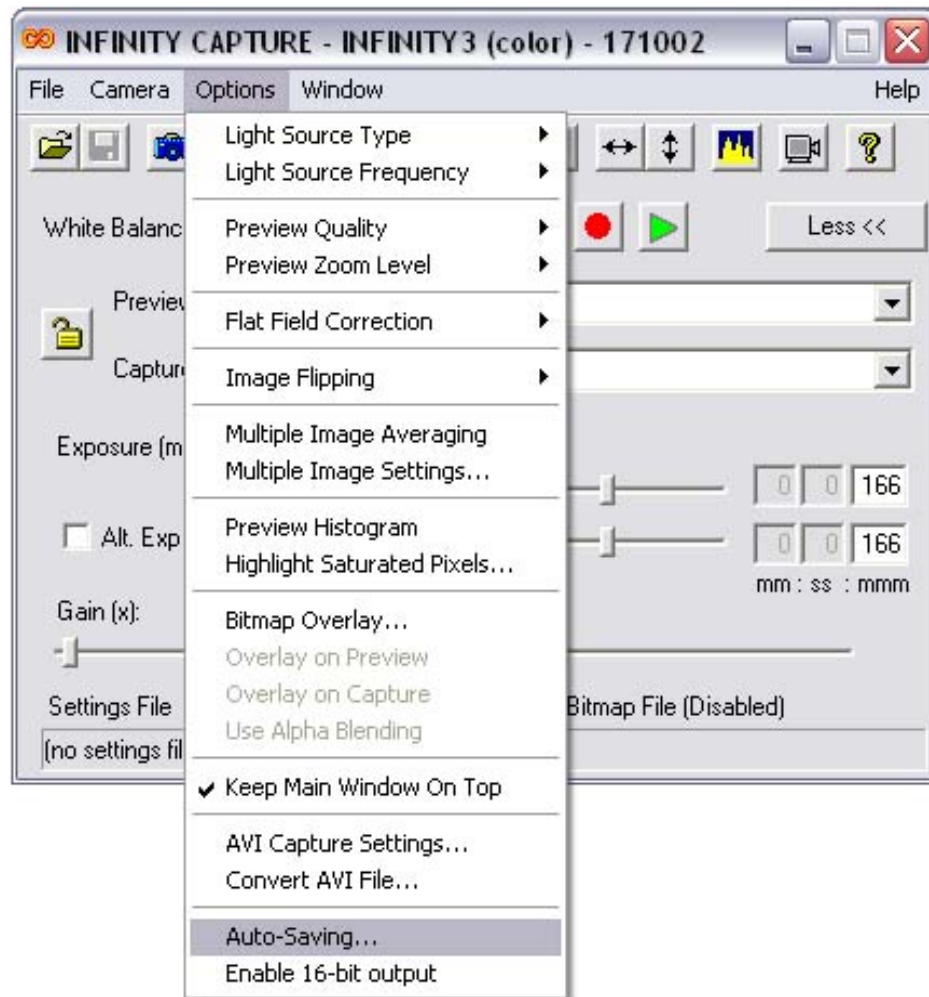 INFINITY CAPTURE - INFINITY3 (color) - 171002
File Camera Options Window Help
Less <<
White Balanc
Preview
Capture
Exposure (m
0 0 166
Alt. Exp
0 0 166
mm : ss : mmm
Gain (x):
Settings File
Bitmap File (Disabled)
(no settings fil
Light Source Type
Light Source Frequency
Preview Quality
Preview Zoom Level
Flat Field Correction
Image Flipping
Multiple Image Averaging
Multiple Image Settings...
Preview Histogram
Highlight Saturated Pixels...
Bitmap Overlay...
Overlay on Preview
Overlay on Capture
Use Alpha Blending
Keep Main Window On Top
AVI Capture Settings...
Convert AVI File...
Auto-Saving...
Enable 16-bit output